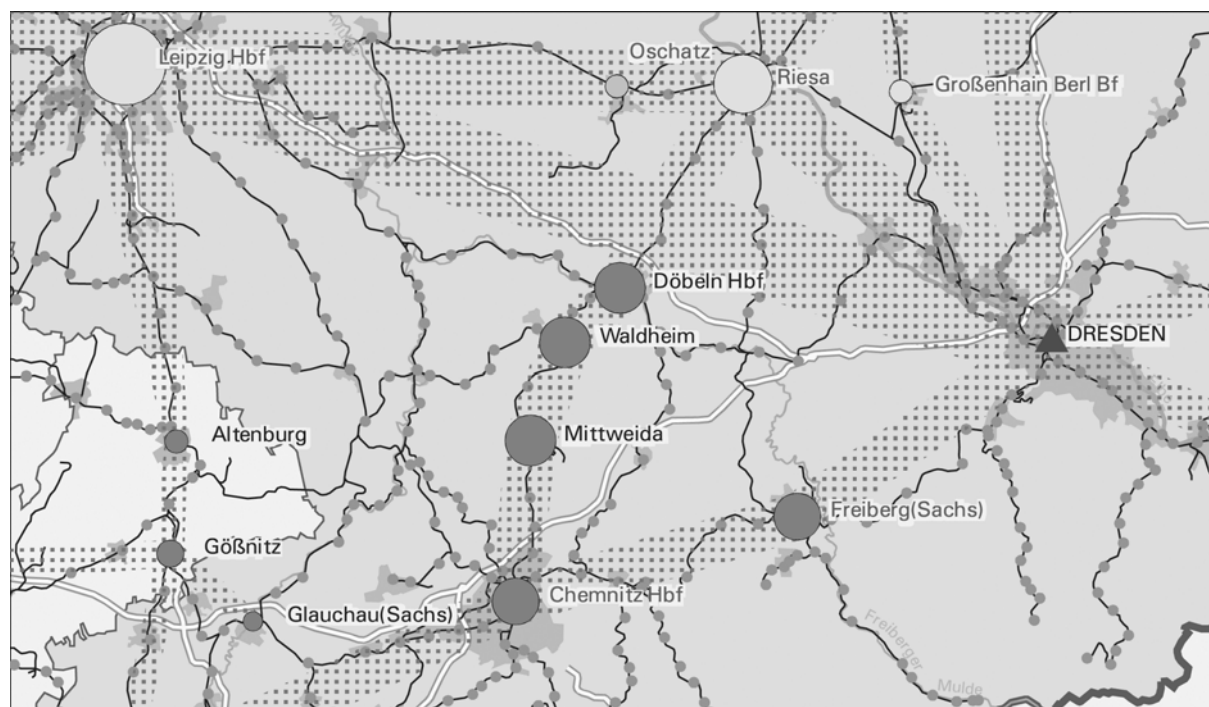 Leipzig Hbf
Oschatz
Riesa
Großenhain Berl Bf
Döbeln Hbf
Waldheim
DRESDEN
Altenburg
Mittweida
Freiberg(Sachs)
Gößnitz
Chemnitz Hbf
Glauchau(Sachs)
Freiberger
Mulde